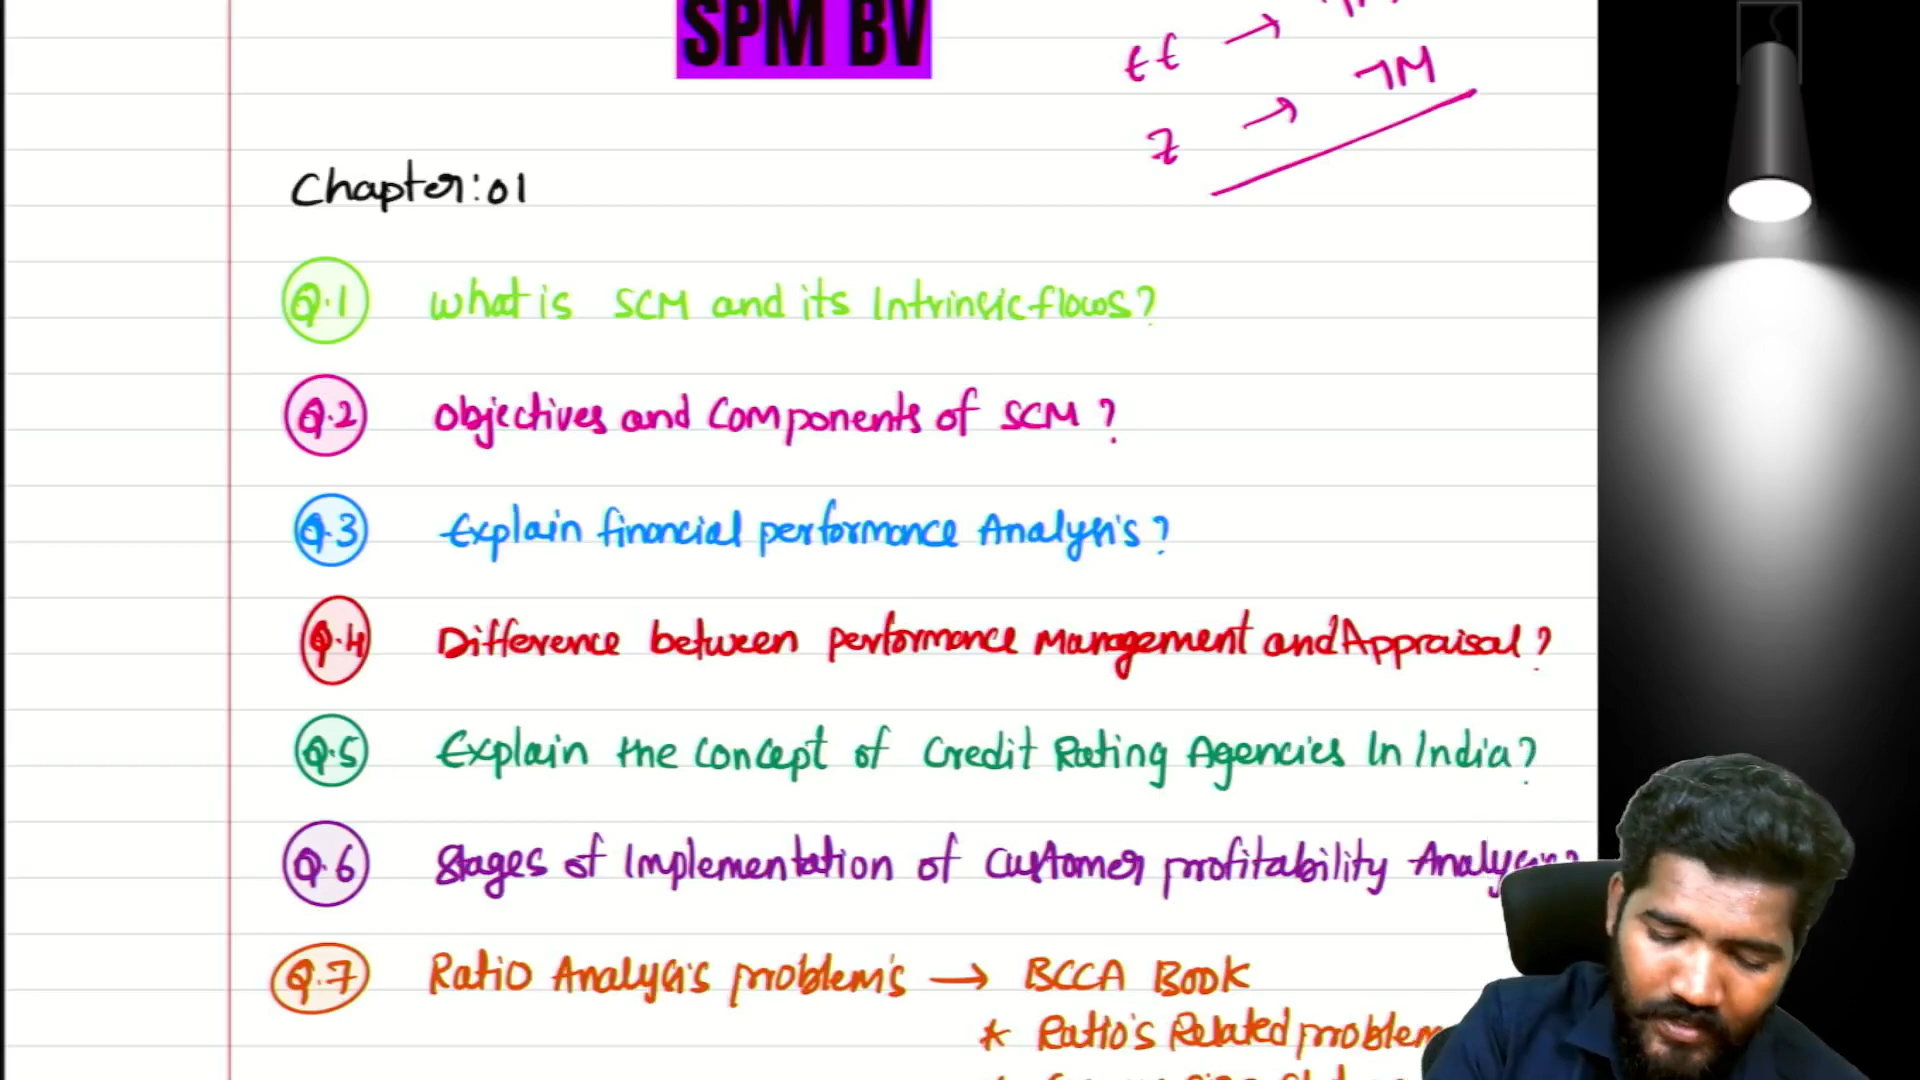 SPM BV
tt → 7M
z → 7M
Chapter:01
Q.1 What is SCM and its Intrinsic flows?
Q.2 Objectives and Components of SCM?
Q.3 Explain financial performance Analysis?
Q.4 Difference between performance Management and Appraisal?
Q.5 Explain the Concept of Credit Rating Agencies In India?
Q.6 Stages of Implementation of Customer profitability
Q.7 Ratio Analysis problem's → BCCA BOOK
* Ratio's Related